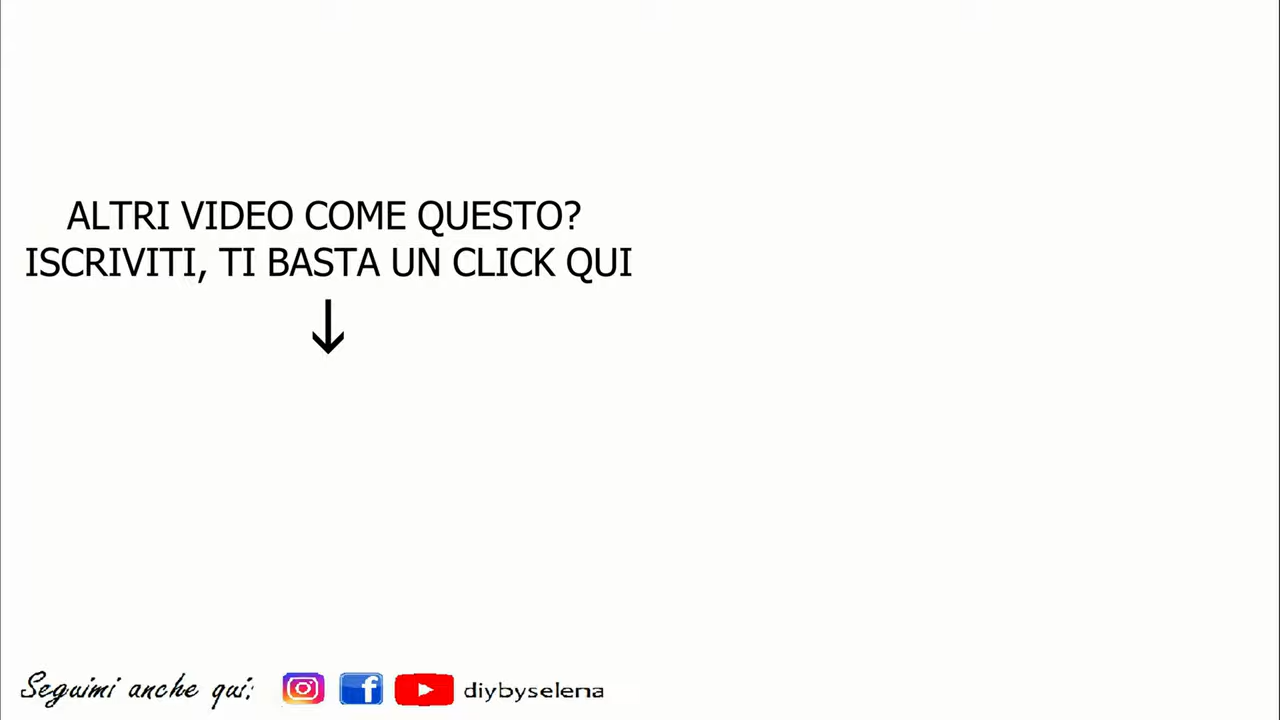 ALTRI VIDEO COME QUESTO?
ISCRIVITI, TI BASTA UN CLICK QUI
Seguimi anche qui: diybyselena